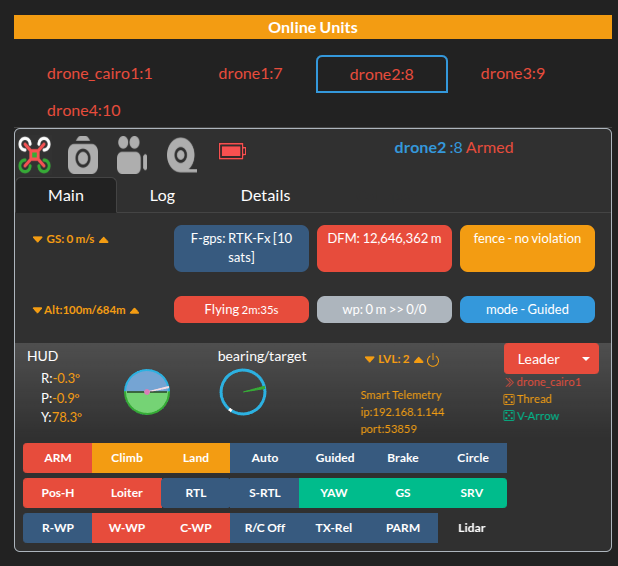 Online Units
drone_cairo1:1 drone1:7 drone2:8 drone3:9
drone4:10
drone2 :8 Armed
Main Log Details
GS: 0 m/s F-gps: RTK-Fx [10 sats] DFM: 12,646,362 m fence - no violation
Alt:100m/684m Flying 2m:35s wp: 0 m >> 0/0 mode - Guided
HUD bearing/target LVL: 2 Leader
R:-0.3º
P:-0.9º
Y:78.3º
Smart Telemetry
ip:192.168.1.144
port:53859
drone_cairo1
Thread
V-Arrow
ARM Climb Land Auto Guided Brake Circle
Pos-H Loiter RTL S-RTL YAW GS SRV
R-WP W-WP C-WP R/C Off TX-Rel PARM Lidar